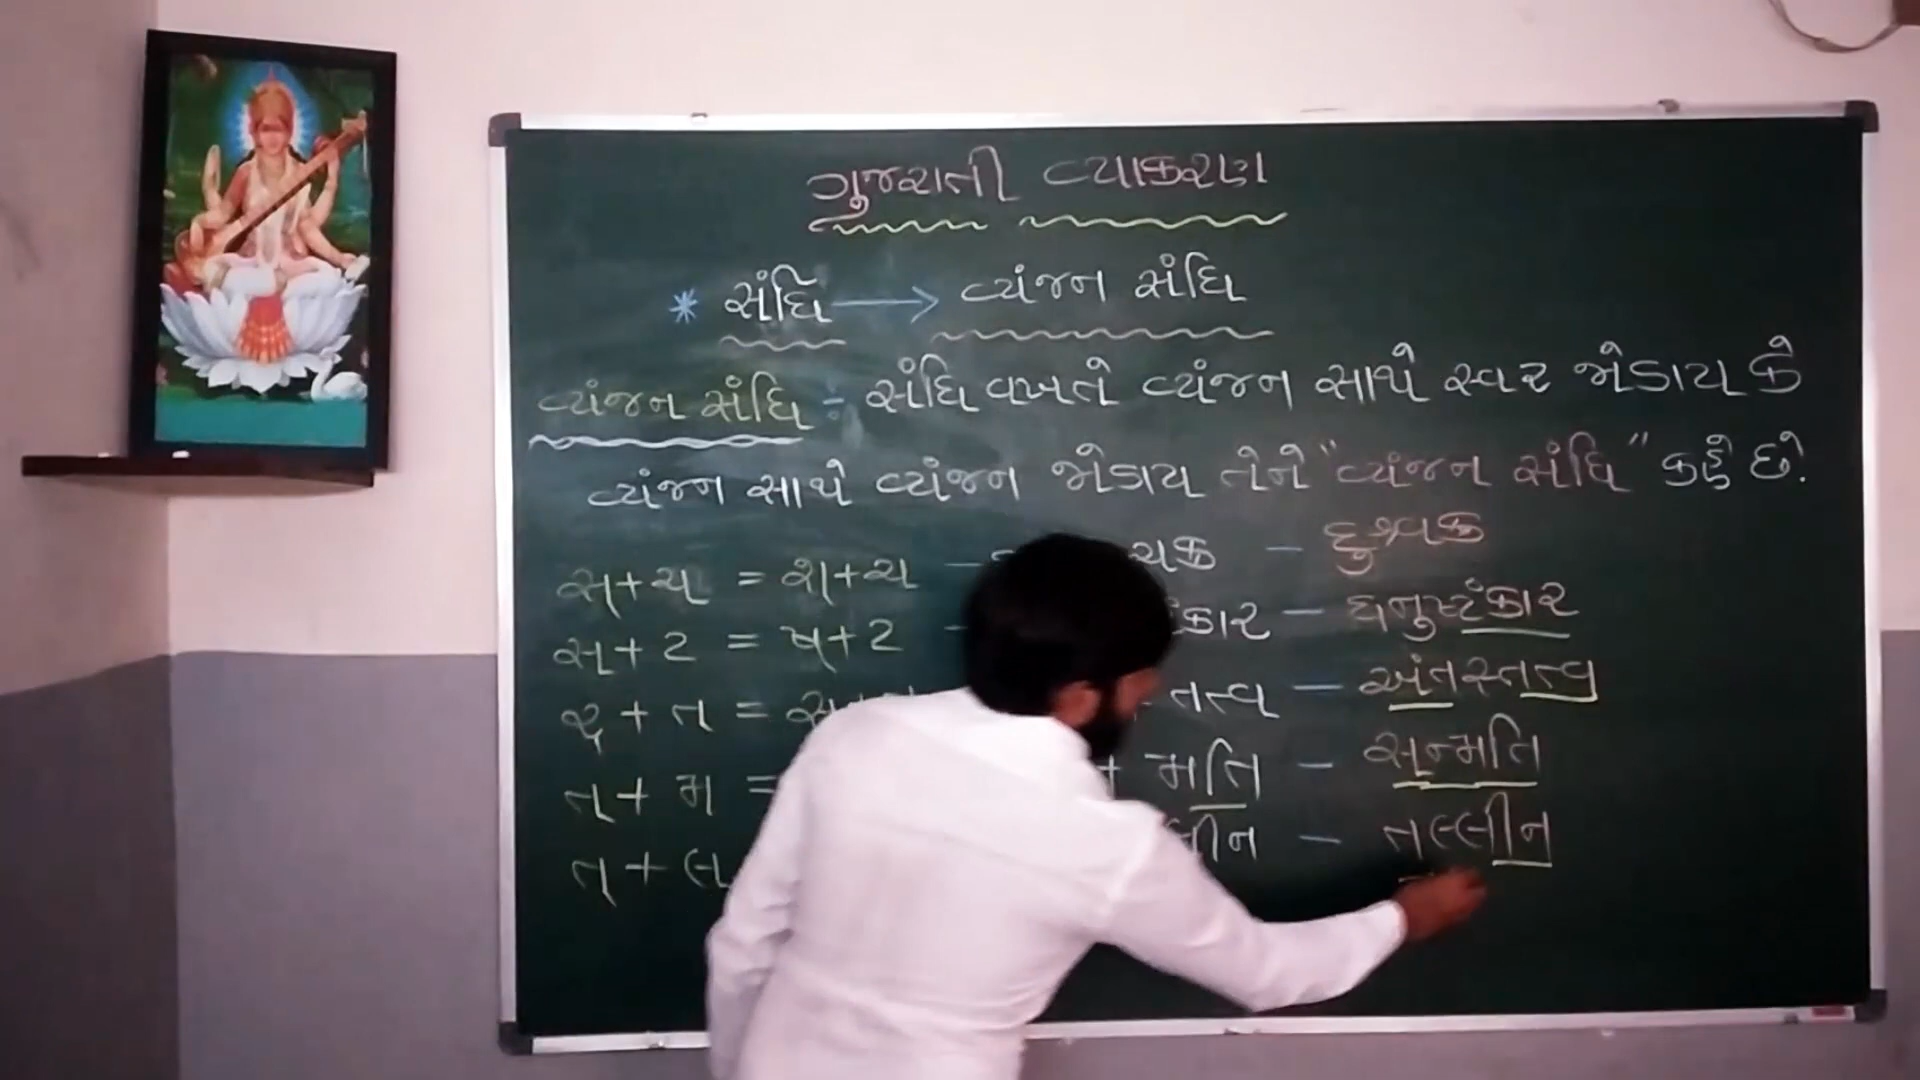 ગુજરાતી વ્યાકરણ
* સંધિ → વ્યંજન સંધિ
વ્યંજન સંધિ ÷ સંધિ વખતે વ્યંજન સાથે સ્વર જોડાય કે
વ્યંજન સાથે વ્યંજન જોડાય તેને "વ્યંજન સંધિ" કહે છે.
સ્+ચ્ = શ્+ચ - ચક્ર - દુશ્ચક્ર
સ્+ટ = ષ્+ટ - ટંકાર - ધનુષ્ટંકાર
ર્ + ત = તત્વ - અંતસ્તત્વ
ત્ + મ = + મતિ - સન્મતિ
ત્ + લ લીન - તલ્લીન